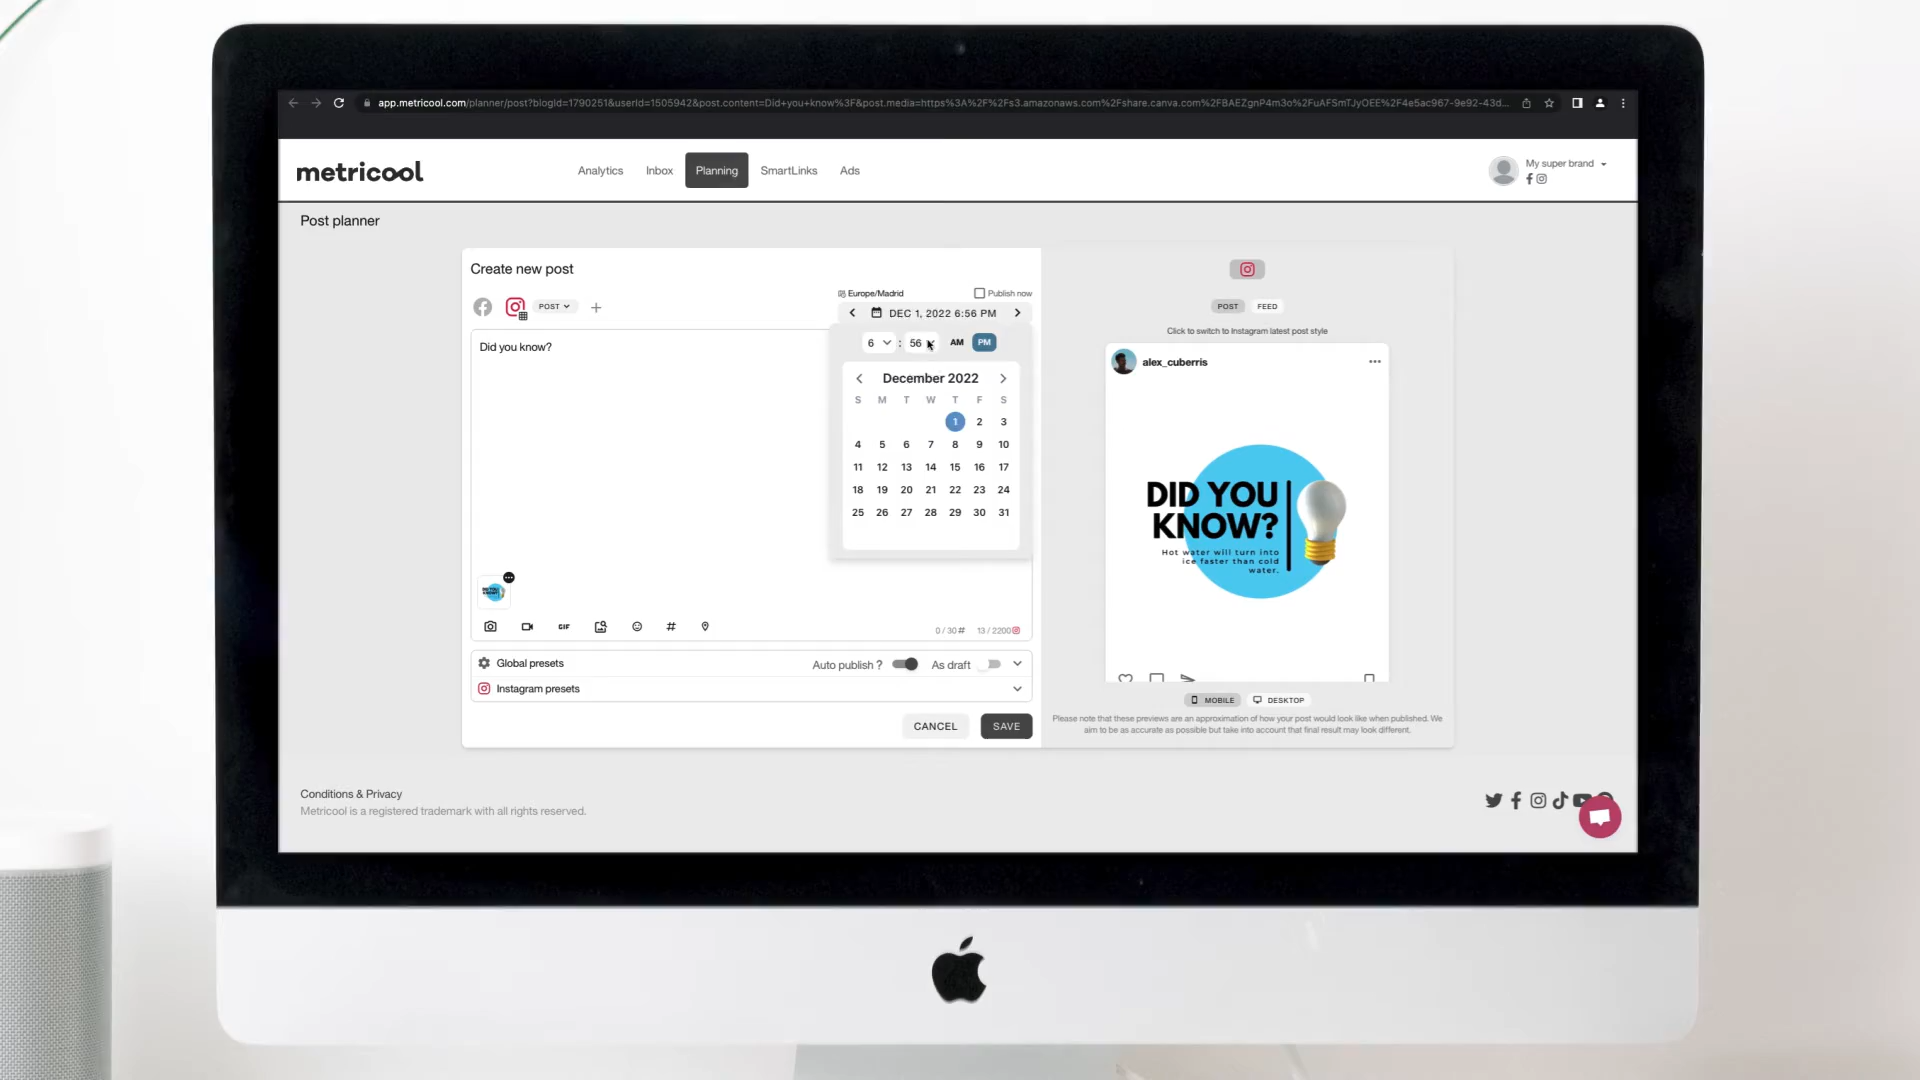 app.metricool.com/planner/post?blogId=1790251&userId=1505942&post.content=Did+you+know%3F&post.media=https%3A%2F%2Fs3.amazonaws.com%2Fshare.canva.com%2FBAEZgnP4m3o%2FuAFSmTJyOEE%2F4e5ac967-9e92-43d...
metricool
Analytics Inbox Planning SmartLinks Ads
My super brand
Post planner
Create new post
Europe/Madrid Publish now
POST
DEC 1, 2022 6:56 PM
6 : 56 AM PM
Did you know?
December 2022
S M T W T F S
1 2 3
4 5 6 7 8 9 10
11 12 13 14 15 16 17
18 19 20 21 22 23 24
25 26 27 28 29 30 31
DID YOU KNOW?
GIF
0 / 30 # 13 / 2200
Global presets Auto publish ? As draft
Instagram presets
CANCEL SAVE
POST FEED
Click to switch to Instagram latest post style
alex_cuberris
DID YOU
KNOW?
Hot water will turn into
ice faster than cold
water.
MOBILE DESKTOP
Please note that these previews are an approximation of how your post would look like when published. We
aim to be as accurate as possible but take into account that final result may look different.
Conditions & Privacy
Metricool is a registered trademark with all rights reserved.